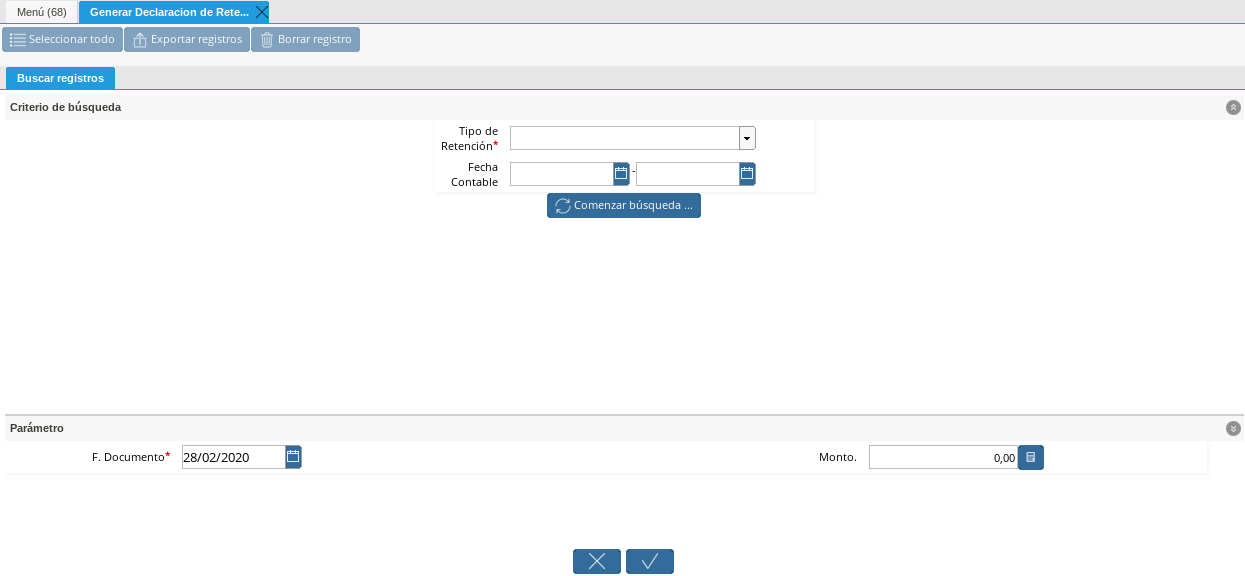 Menú (68) Generar Declaracion de Rete...
Seleccionar todo Exportar registros Borrar registro
Buscar registros
Criterio de búsqueda
Tipo de
Retención*
Fecha
Contable
-
Comenzar búsqueda ...
Parámetro
F. Documento* 28/02/2020 Monto. 0,00